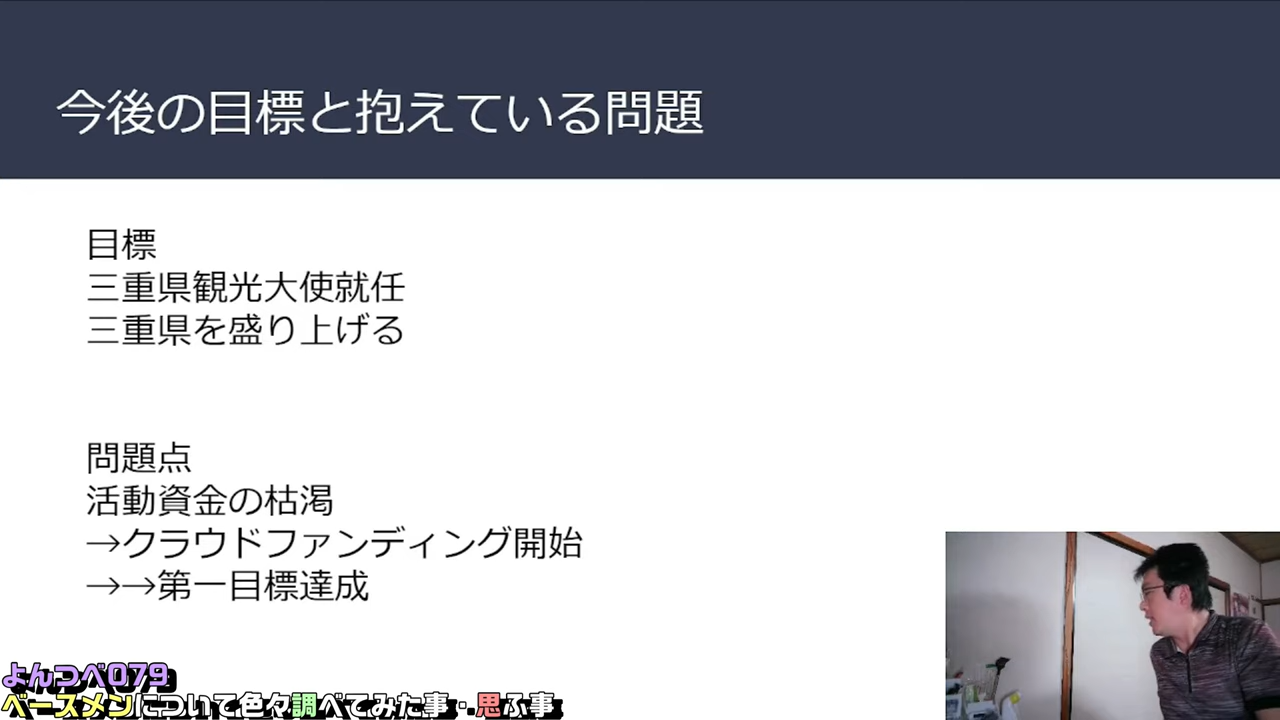 今後の目標と抱えている問題
目標
三重県観光大使就任
三重県を盛り上げる
問題点
活動資金の枯渇
→クラウドファンディング開始
→→第一目標達成
よんつべ079
ベースメンについて色々調べてみた事・思ふ事